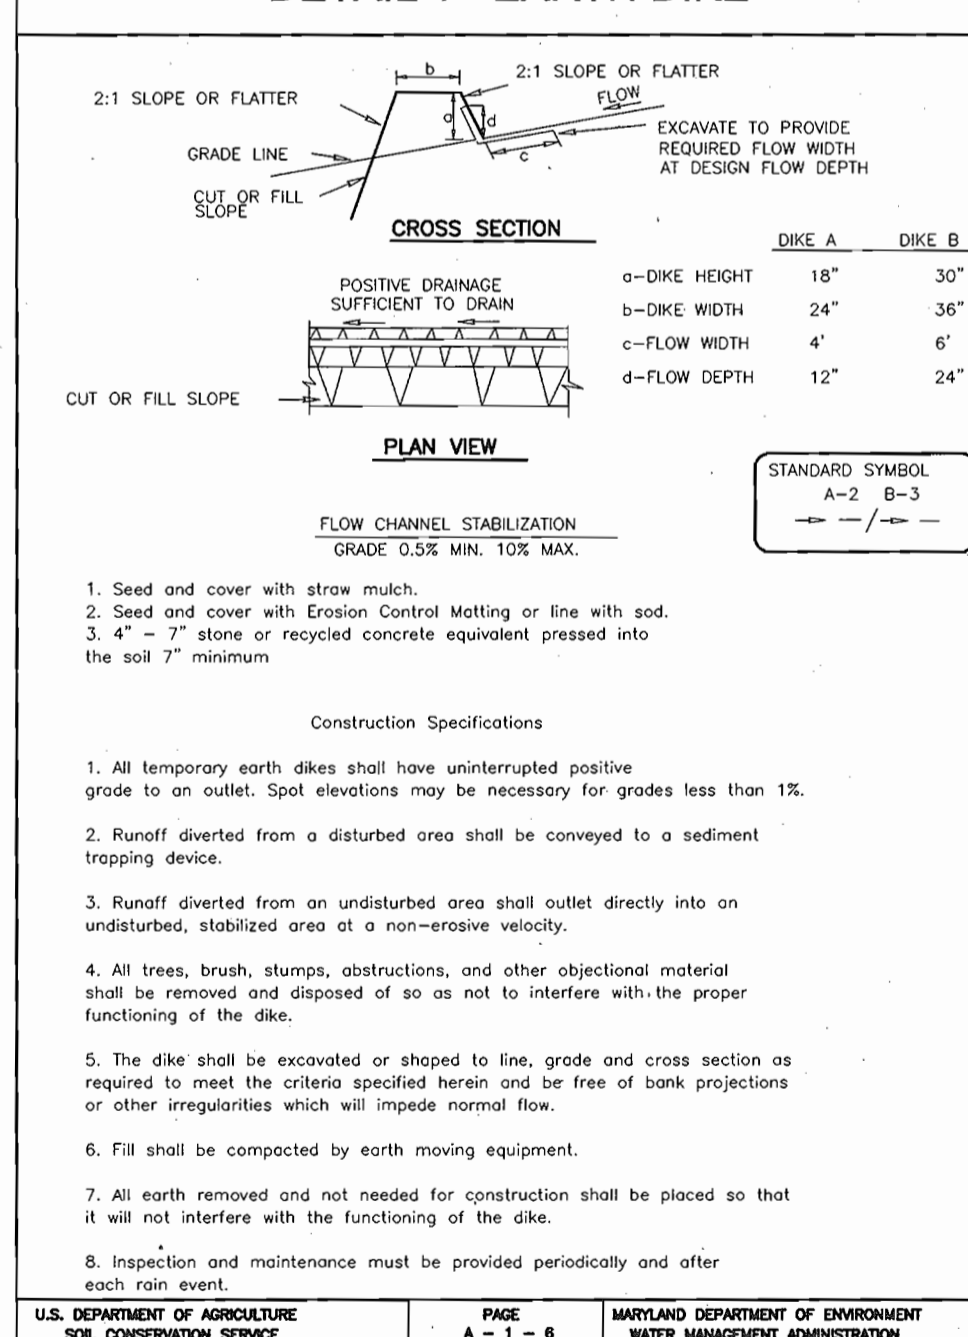 b
2:1 SLOPE OR FLATTER
2:1 SLOPE OR FLATTER
FLOW
a
d
EXCAVATE TO PROVIDE
REQUIRED FLOW WIDTH
AT DESIGN FLOW DEPTH
GRADE LINE
c
CUT OR FILL
SLOPE
CROSS SECTION
DIKE A DIKE B
a-DIKE HEIGHT 18" 30"
b-DIKE WIDTH 24" 36"
c-FLOW WIDTH 4' 6'
d-FLOW DEPTH 12" 24"
POSITIVE DRAINAGE
SUFFICIENT TO DRAIN
CUT OR FILL SLOPE
PLAN VIEW
STANDARD SYMBOL
A-2 B-3
FLOW CHANNEL STABILIZATION
GRADE 0.5% MIN. 10% MAX.
1. Seed and cover with straw mulch.
2. Seed and cover with Erosion Control Matting or line with sod.
3. 4" - 7" stone or recycled concrete equivalent pressed into
the soil 7" minimum
Construction Specifications
1. All temporary earth dikes shall have uninterrupted positive
grade to an outlet. Spot elevations may be necessary for grades less than 1%.
2. Runoff diverted from a disturbed area shall be conveyed to a sediment
trapping device.
3. Runoff diverted from an undisturbed area shall outlet directly into an
undisturbed, stabilized area at a non-erosive velocity.
4. All trees, brush, stumps, obstructions, and other objectional material
shall be removed and disposed of so as not to interfere with the proper
functioning of the dike.
5. The dike shall be excavated or shaped to line, grade and cross section as
required to meet the criteria specified herein and be free of bank projections
or other irregularities which will impede normal flow.
6. Fill shall be compacted by earth moving equipment.
7. All earth removed and not needed for construction shall be placed so that
it will not interfere with the functioning of the dike.
8. Inspection and maintenance must be provided periodically and after
each rain event.
U.S. DEPARTMENT OF AGRICULTURE
SOIL CONSERVATION SERVICE
PAGE
A - 1 - 6
MARYLAND DEPARTMENT OF ENVIRONMENT
WATER MANAGEMENT ADMINISTRATION